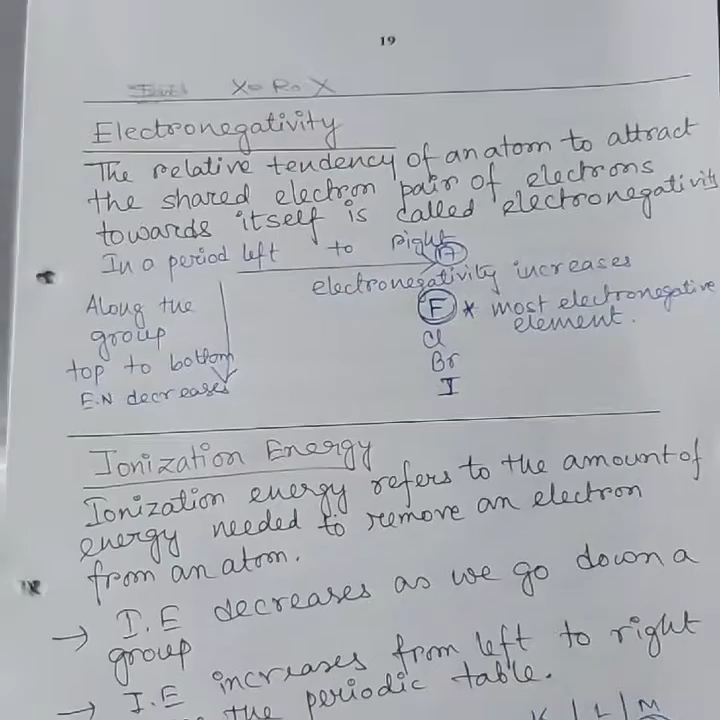 19
X- R- X
Electronegativity
The relative tendency of an atom to attract
the shared electron pair of electrons
towards itself is called electronegativity
In a period left to right
17
electronegativity increases
Along the
group
top to bottom
E.N decreases
F * most electronegative
element.
Cl
Br
I
Ionization Energy
Ionization energy refers to the amount of
energy needed to remove an electron
from an atom.
→ I.E decreases as we go down a
group
→ I.E increases from left to right
the periodic table.
K | L | M